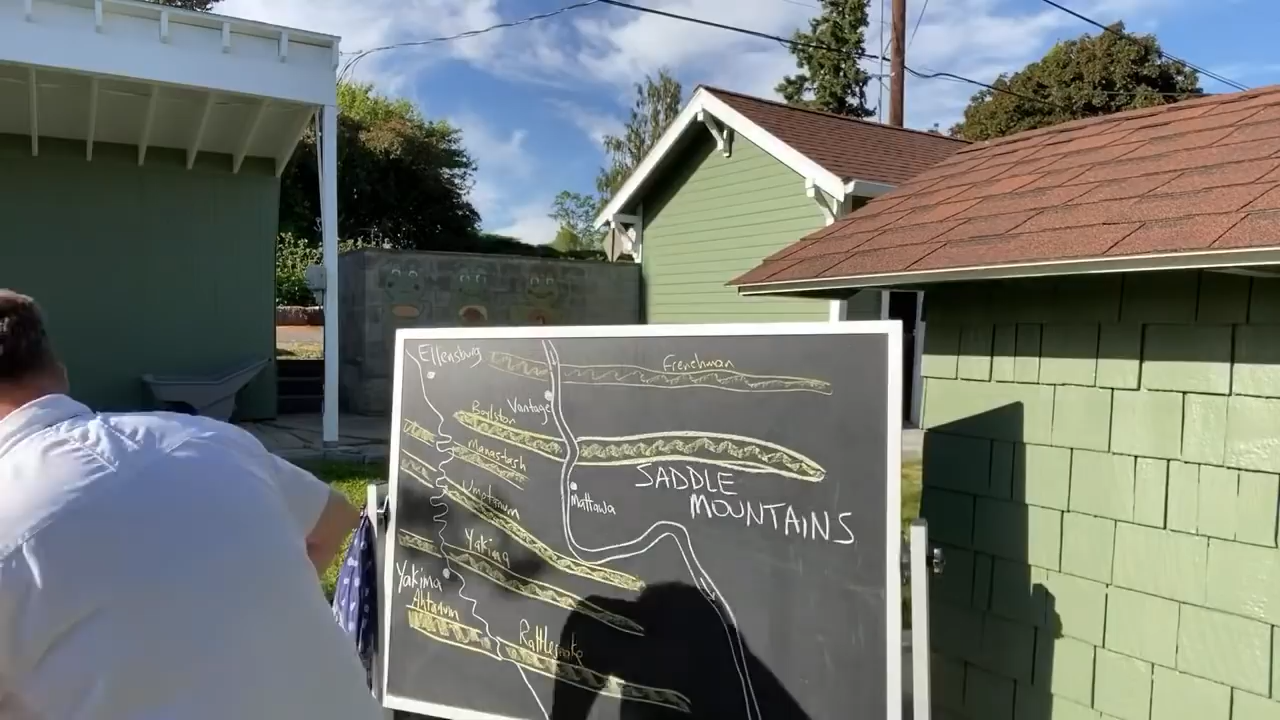 Ellensburg
Frenchman
Vantage
Boylston
Manastash
SADDLE
MOUNTAINS
Umptanum
Mattawa
Yakima
Yakima
Ahtanum
Rattlesnake